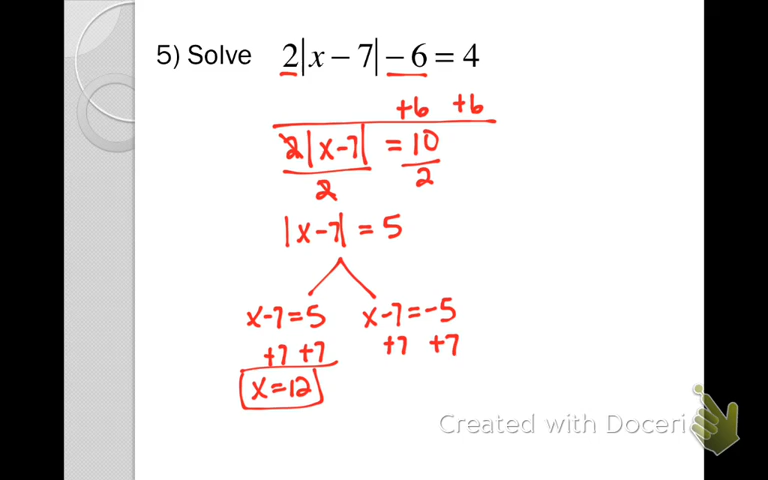 5) Solve 2|x − 7| − 6 = 4
+6 +6
2|x-7| = 10
2 2
|x-7| = 5
x-7=5 x-7=-5
+7 +7 +7 +7
x=12
Created with Doceri